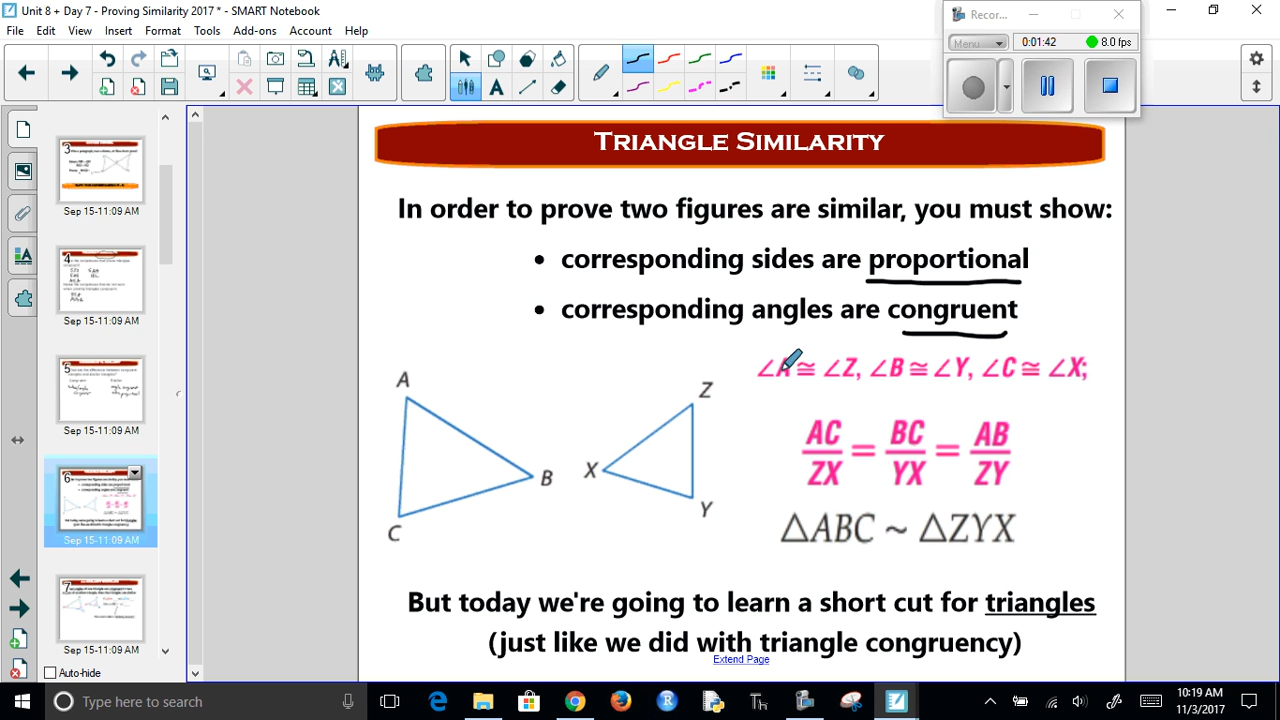 Unit 8 + Day 7 - Proving Similarity 2017 * - SMART Notebook
File Edit View Insert Format Tools Add-ons Account Help
Recor...
Menu 0:01:42 8.0 fps
3
Sep 15-11:09 AM
4
Sep 15-11:09 AM
5
Sep 15-11:09 AM
6
Sep 15-11:09 AM
7
Sep 15-11:09 AM
Auto-hide
TRIANGLE SIMILARITY
In order to prove two figures are similar, you must show:
• corresponding sides are proportional
• corresponding angles are congruent
∠A ≅ ∠Z, ∠B ≅ ∠Y, ∠C ≅ ∠X;
A
B
C
Z
X
Y
AC/ZX = BC/YX = AB/ZY
△ABC ~ △ZYX
But today we're going to learn a short cut for triangles
(just like we did with triangle congruency)
Extend Page
Type here to search
10:19 AM
11/3/2017